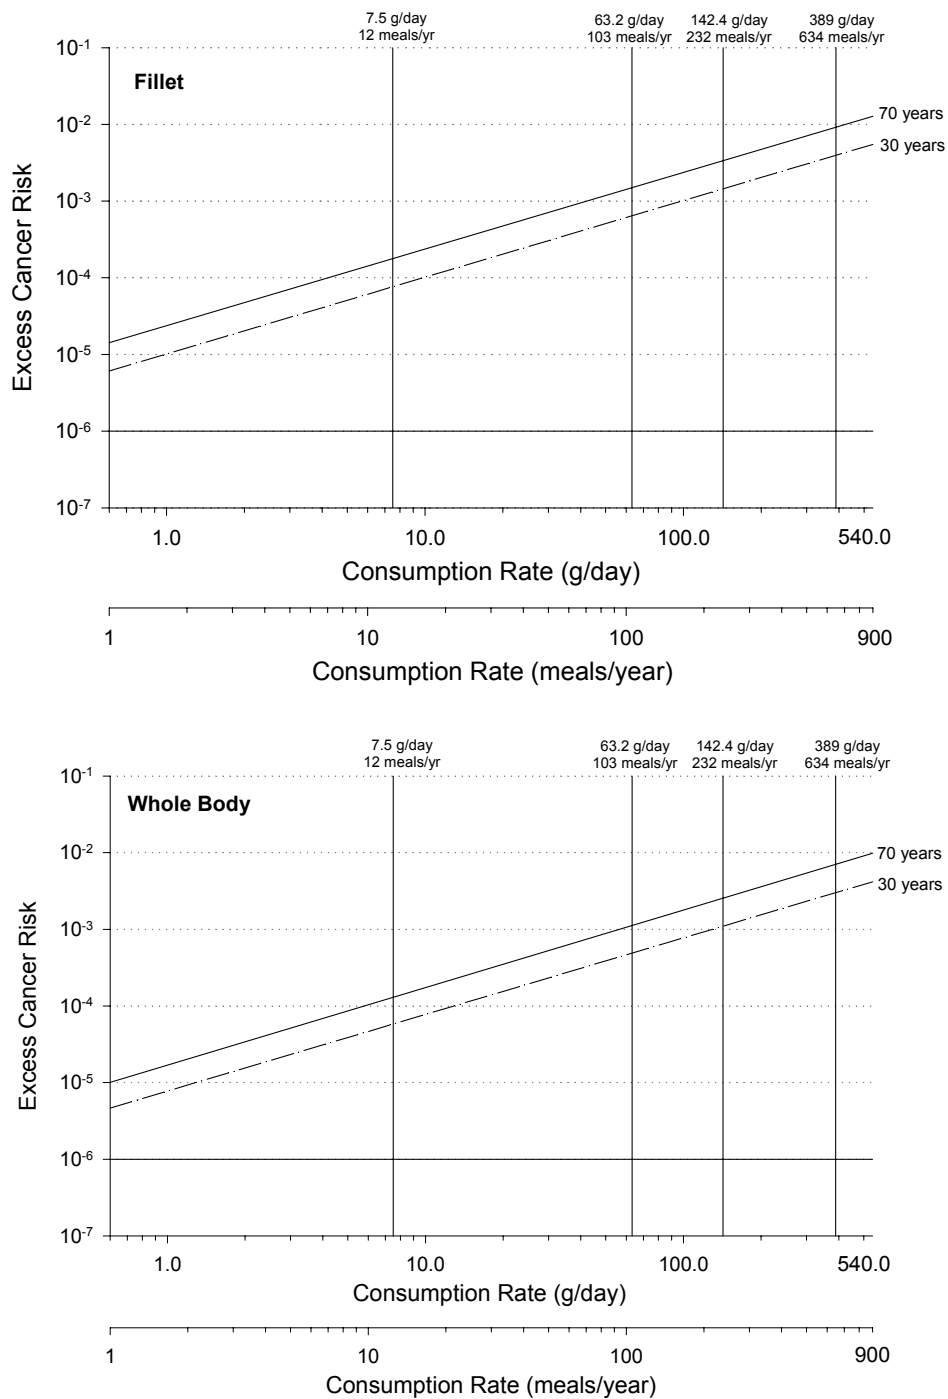 7.5 g/day 63.2 g/day 142.4 g/day 389 g/day
12 meals/yr 103 meals/yr 232 meals/yr 634 meals/yr
10-1
Fillet
10-2
70 years
30 years
10-3
Excess Cancer Risk
10-4
10-5
10-6
10-7
1.0 10.0 100.0 540.0
Consumption Rate (g/day)
1 10 100 900
Consumption Rate (meals/year)
7.5 g/day 63.2 g/day 142.4 g/day 389 g/day
12 meals/yr 103 meals/yr 232 meals/yr 634 meals/yr
10-1
Whole Body
10-2
70 years
30 years
10-3
Excess Cancer Risk
10-4
10-5
10-6
10-7
1.0 10.0 100.0 540.0
Consumption Rate (g/day)
1 10 100 900
Consumption Rate (meals/year)